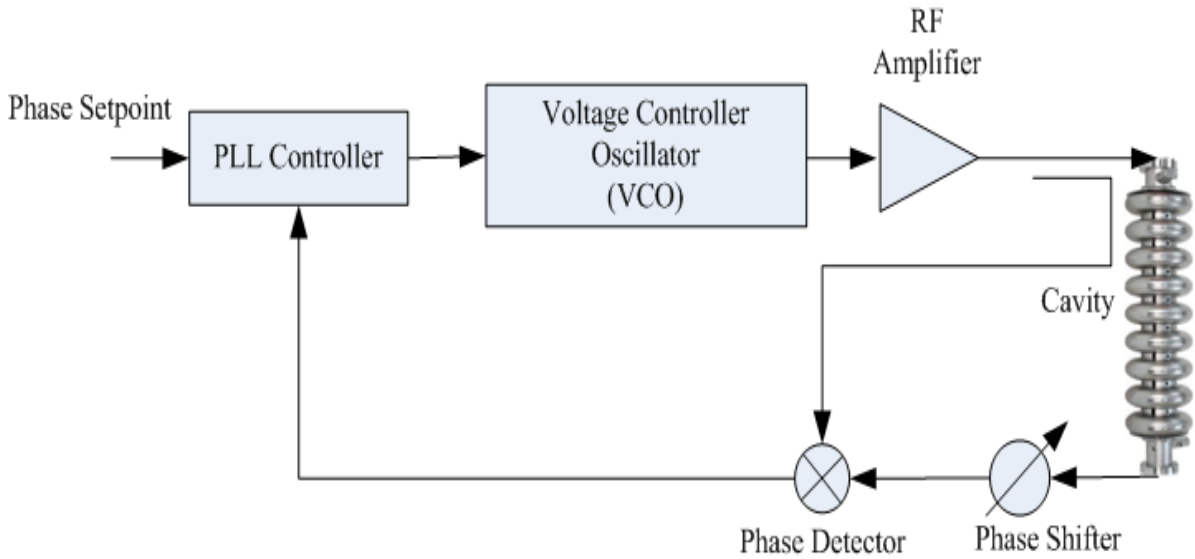 RF
Amplifier
Phase Setpoint
PLL Controller
Voltage Controller
Oscillator
(VCO)
Cavity
Phase Detector
Phase Shifter